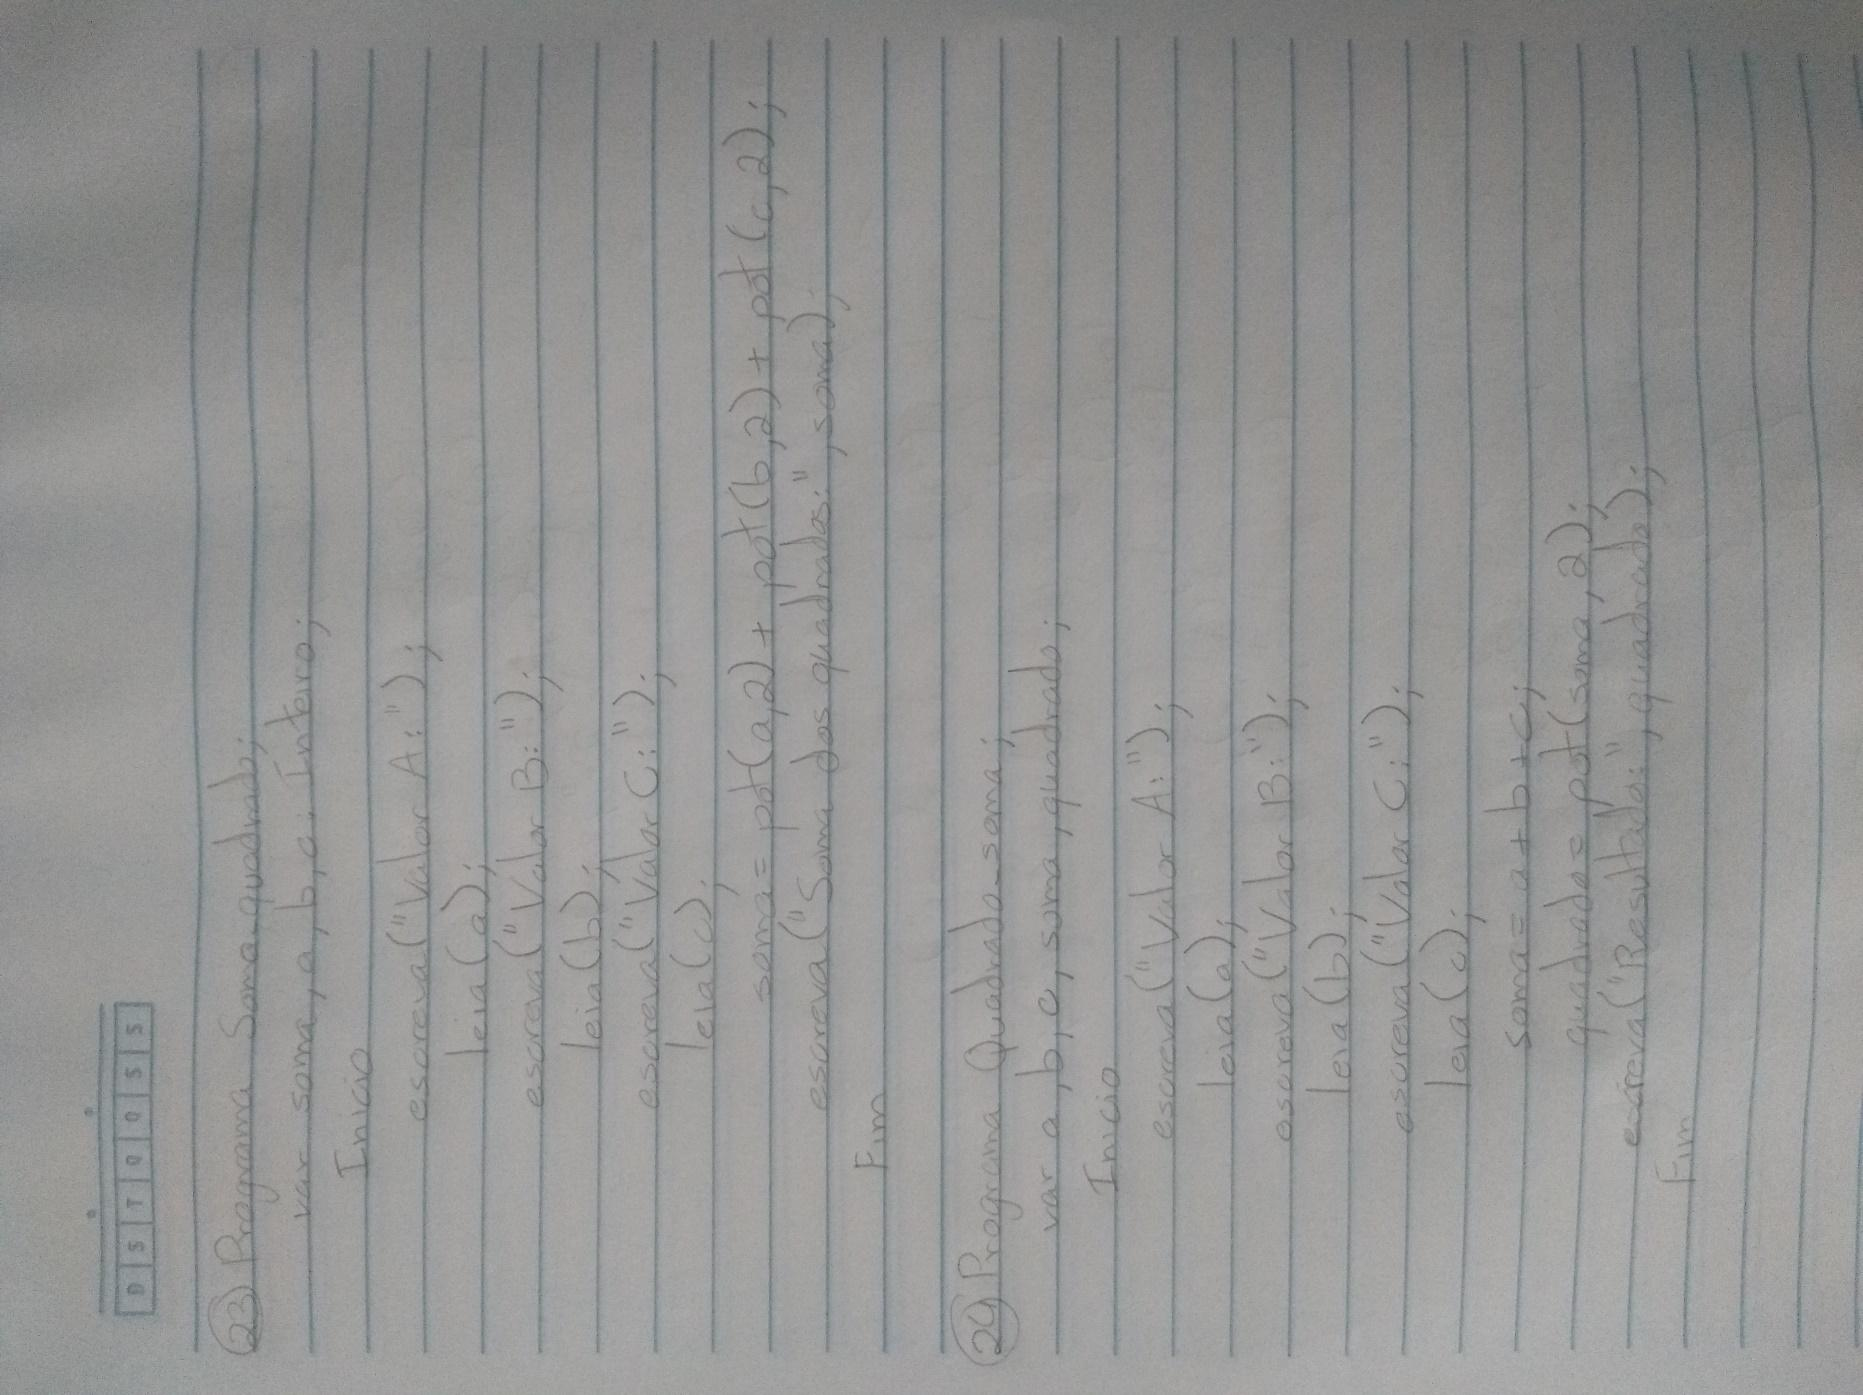 D S T Q Q S S
23 Programa Soma_quadrado;
var soma, a, b, c: Inteiro;
Inicio
escreva("Valor A:");
leia(a);
escreva("Valor B:");
leia(b);
escreva("Valor C:");
leia(c);
soma= pot(a,2)+ pot(b,2)+ pot(c,2);
escreva("Soma dos quadrados:", soma);
Fim
24 Programa Quadrado_soma;
var a, b, c, soma, quadrado;
Inicio
escreva("Valor A:");
leia(a);
escreva("Valor B:");
leia(b);
escreva("Valor C:");
leia(c);
soma= a+b+c;
quadrado= pot(soma,2);
escreva("Resultado:", quadrado);
Fim